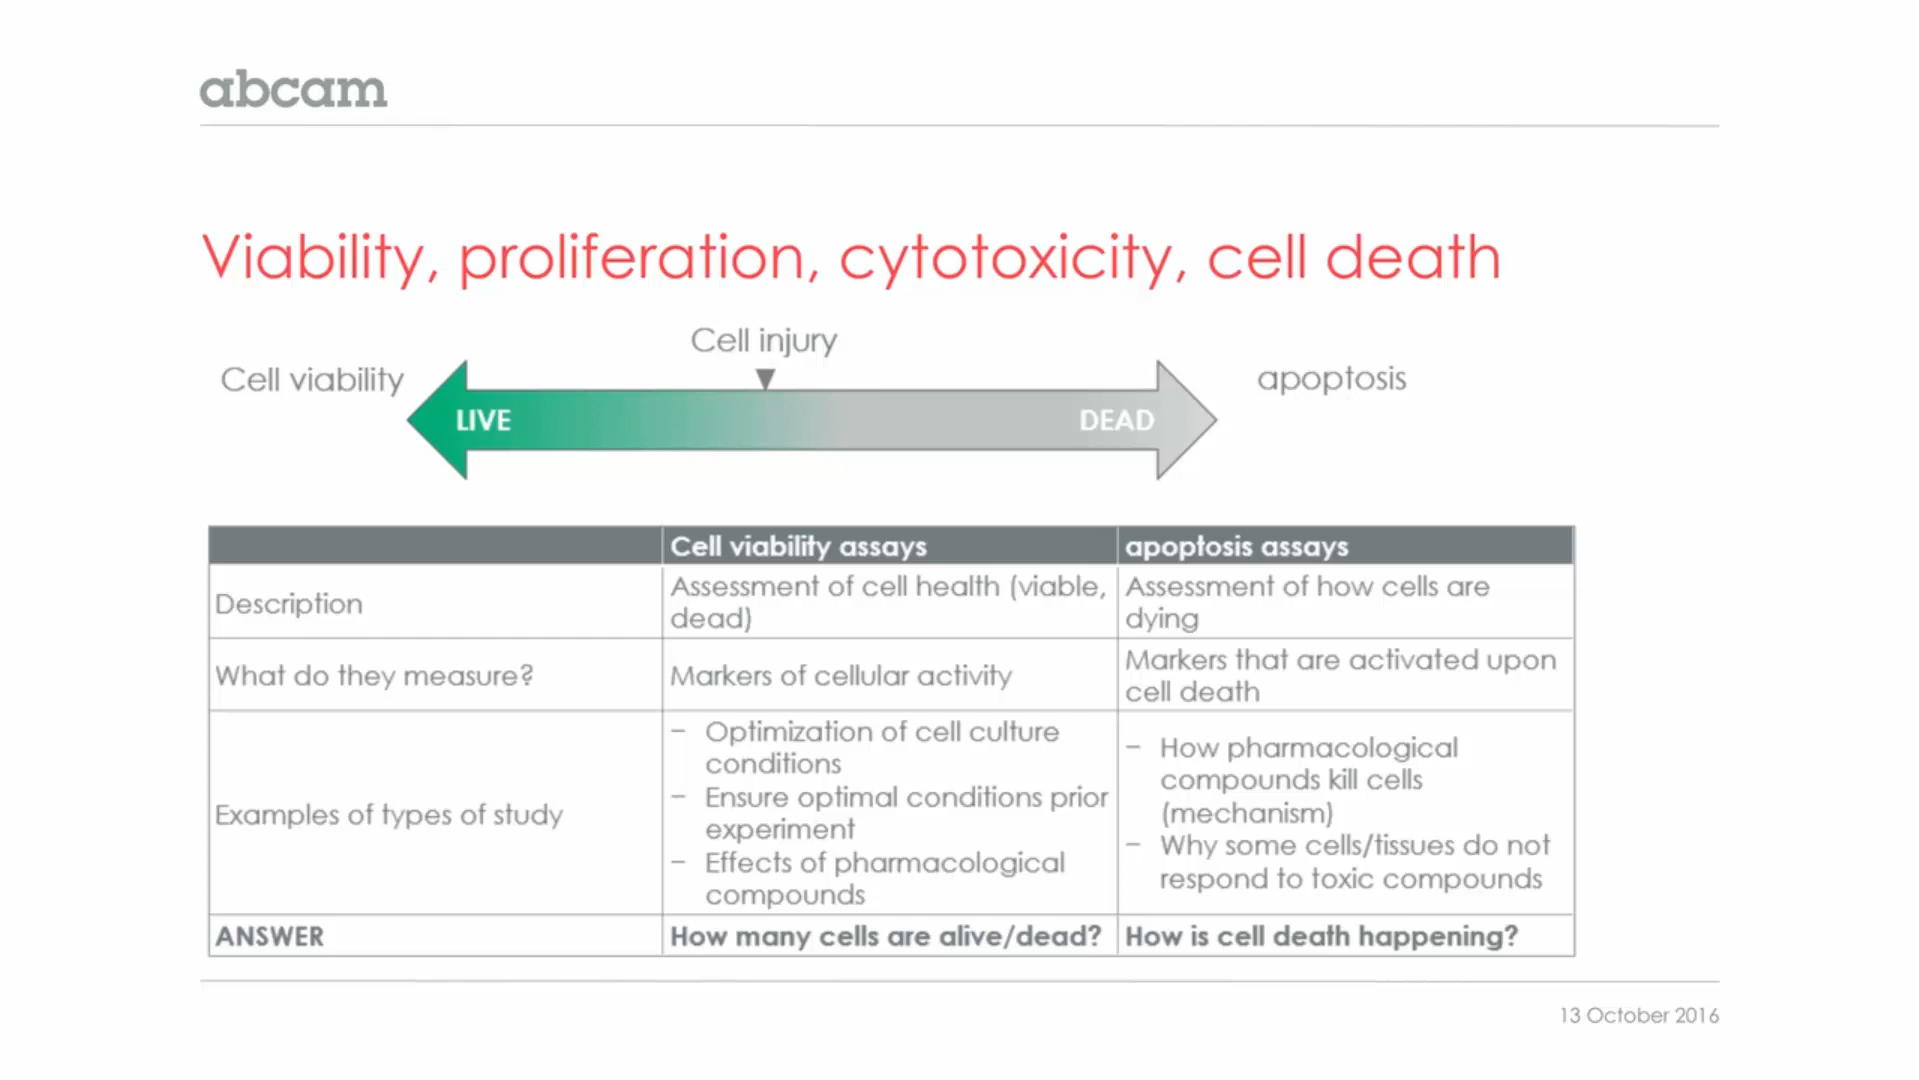 abcam
Viability, proliferation, cytotoxicity, cell death
Cell injury
Cell viability
apoptosis
LIVE
DEAD
Cell viability assays
apoptosis assays
Description
Assessment of cell health (viable,
dead)
Assessment of how cells are
dying
What do they measure?
Markers of cellular activity
Markers that are activated upon
cell death
Examples of types of study
– Optimization of cell culture
conditions
– Ensure optimal conditions prior
experiment
– Effects of pharmacological
compounds
– How pharmacological
compounds kill cells
(mechanism)
– Why some cells/tissues do not
respond to toxic compounds
ANSWER
How many cells are alive/dead?
How is cell death happening?
13 October 2016